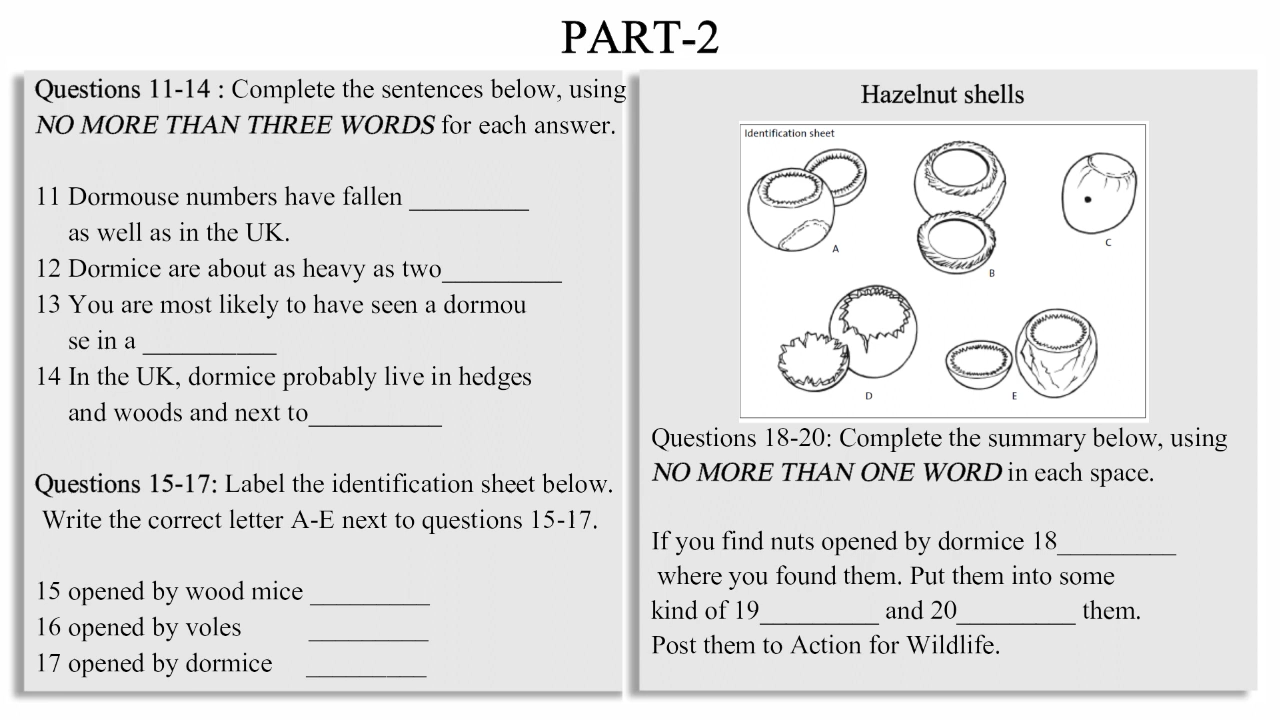 PART-2
Questions 11-14 : Complete the sentences below, using
NO MORE THAN THREE WORDS for each answer.
11 Dormouse numbers have fallen _________
as well as in the UK.
12 Dormice are about as heavy as two_________
13 You are most likely to have seen a dormou
se in a __________
14 In the UK, dormice probably live in hedges
and woods and next to__________
Questions 15-17: Label the identification sheet below.
Write the correct letter A-E next to questions 15-17.
15 opened by wood mice _________
16 opened by voles _________
17 opened by dormice _________
Hazelnut shells
Identification sheet
A
B
C
D
E
Questions 18-20: Complete the summary below, using
NO MORE THAN ONE WORD in each space.
If you find nuts opened by dormice 18_________
where you found them. Put them into some
kind of 19_________ and 20_________ them.
Post them to Action for Wildlife.